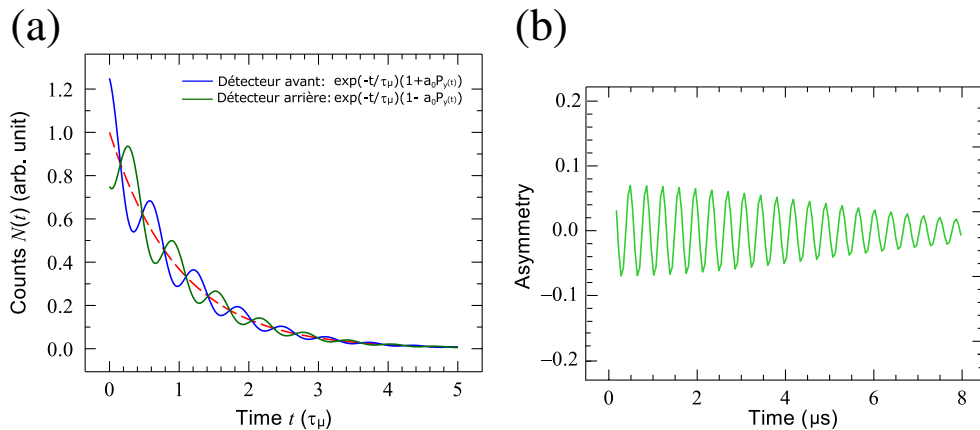 (a)
Counts N(t) (arb. unit)
1.2
1.0
0.8
0.6
0.4
0.2
0.0
Détecteur avant: exp(-t/τμ)(1+a₀Py(t))
Détecteur arrière: exp(-t/τμ)(1- a₀Py(t))
0 1 2 3 4 5
Time t (τμ)
(b)
Asymmetry
0.2
0.1
0.0
−0.1
−0.2
0 2 4 6 8
Time (μs)